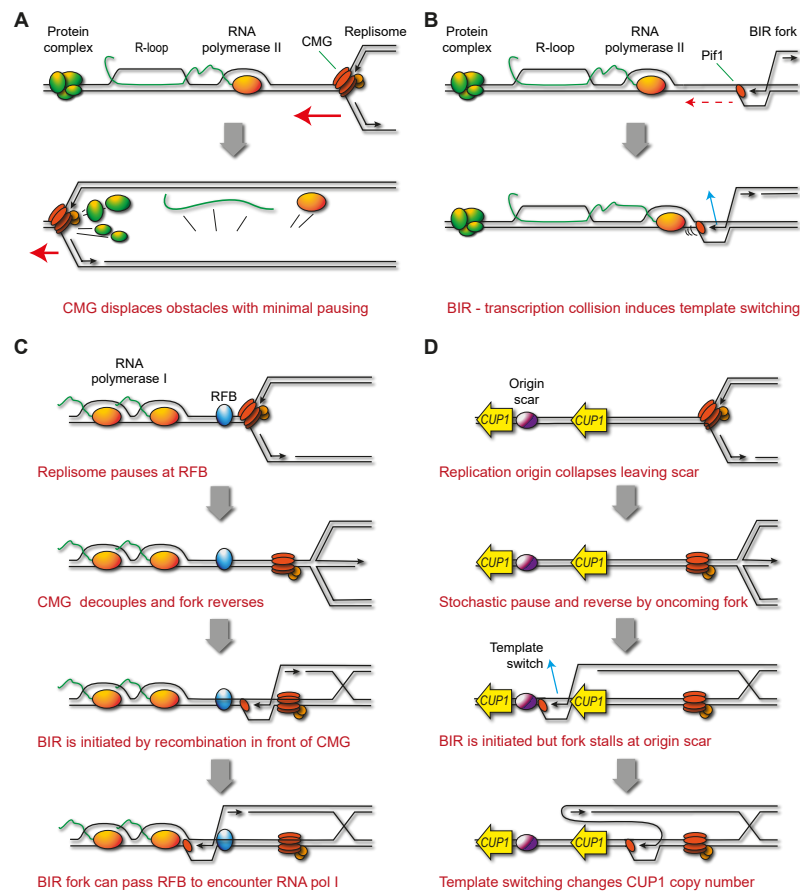 A
Protein
complex
R-loop
RNA
polymerase II
CMG
Replisome
CMG displaces obstacles with minimal pausing
B
Protein
complex
R-loop
RNA
polymerase II
Pif1
BIR fork
BIR - transcription collision induces template switching
C
RNA
polymerase I
RFB
Replisome pauses at RFB
CMG decouples and fork reverses
BIR is initiated by recombination in front of CMG
BIR fork can pass RFB to encounter RNA pol I
D
Origin
scar
CUP1
CUP1
Replication origin collapses leaving scar
CUP1
CUP1
Stochastic pause and reverse by oncoming fork
Template
switch
CUP1
CUP1
BIR is initiated but fork stalls at origin scar
CUP1
CUP1
Template switching changes CUP1 copy number